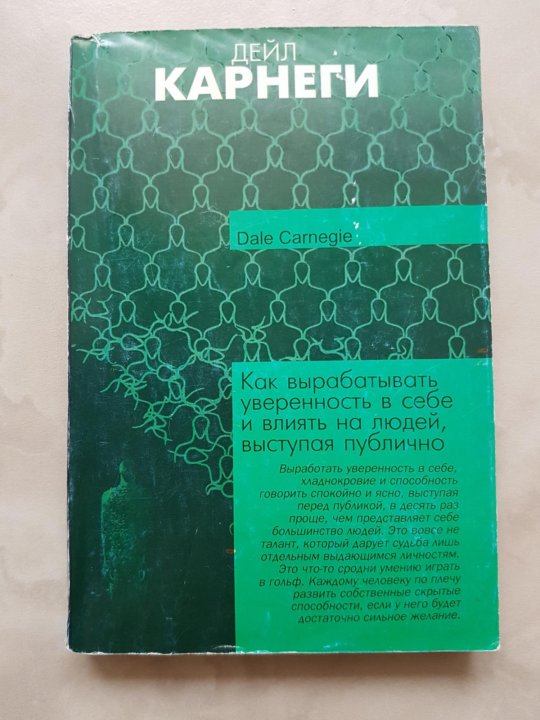 ДЕЙЛ
КАРНЕГИ
Dale Carnegie
Как вырабатывать
уверенность в себе
и влиять на людей,
выступая публично
Выработать уверенность в себе,
хладнокровие и способность
говорить спокойно и ясно, выступая
перед публикой, в десять раз
проще, чем представляет себе
большинство людей. Это вовсе не
талант, который дарует судьба лишь
отдельным выдающимся личностям.
Это что-то сродни умению играть
в гольф. Каждому человеку по плечу
развить собственные скрытые
способности, если у него будет
достаточно сильное желание.